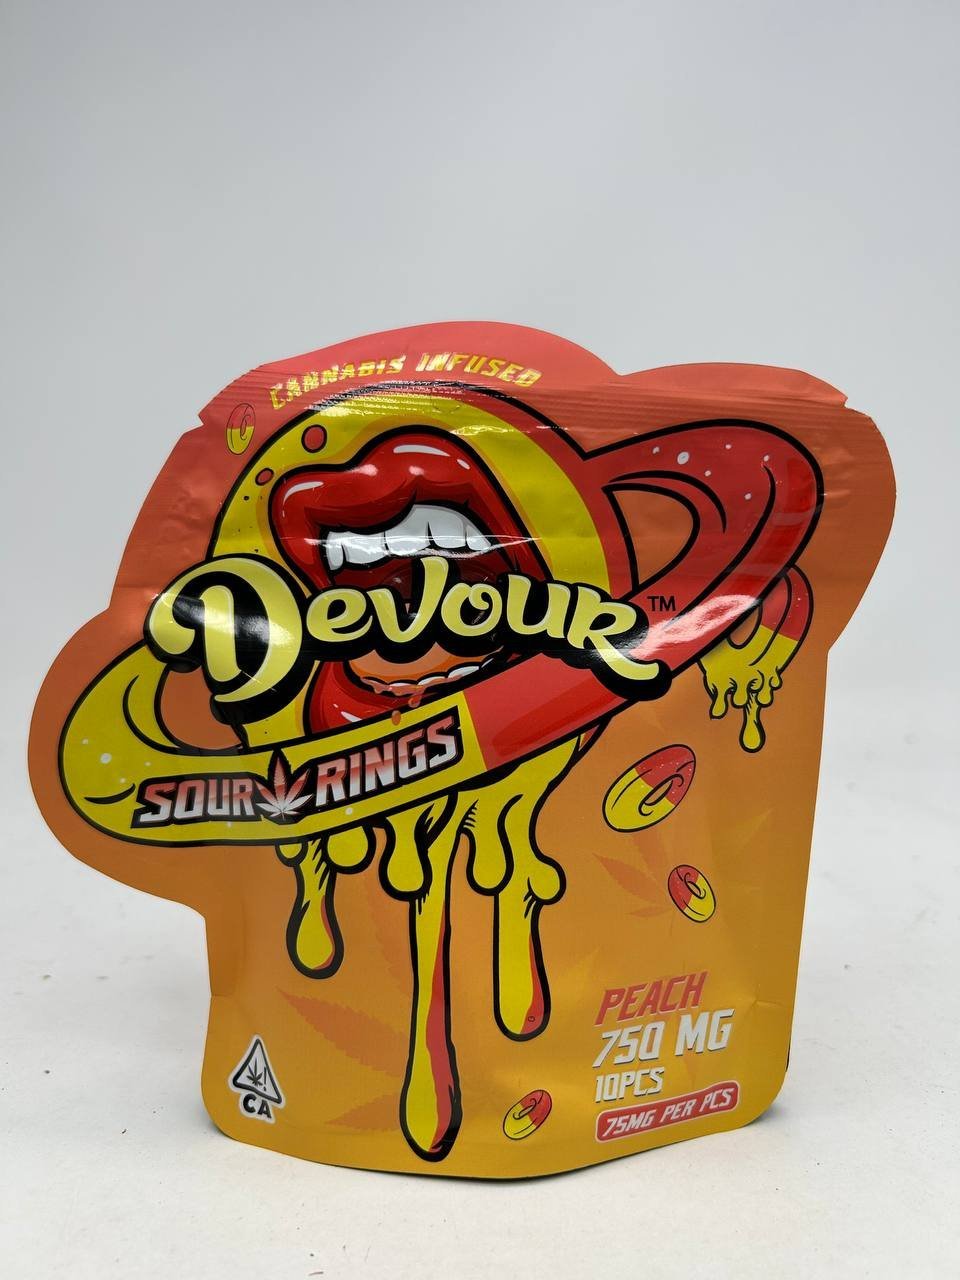 CANNABIS INFUSED
DEVOUR™
SOUR RINGS
PEACH
750 MG
10PCS
75MG PER PCS
!
CA